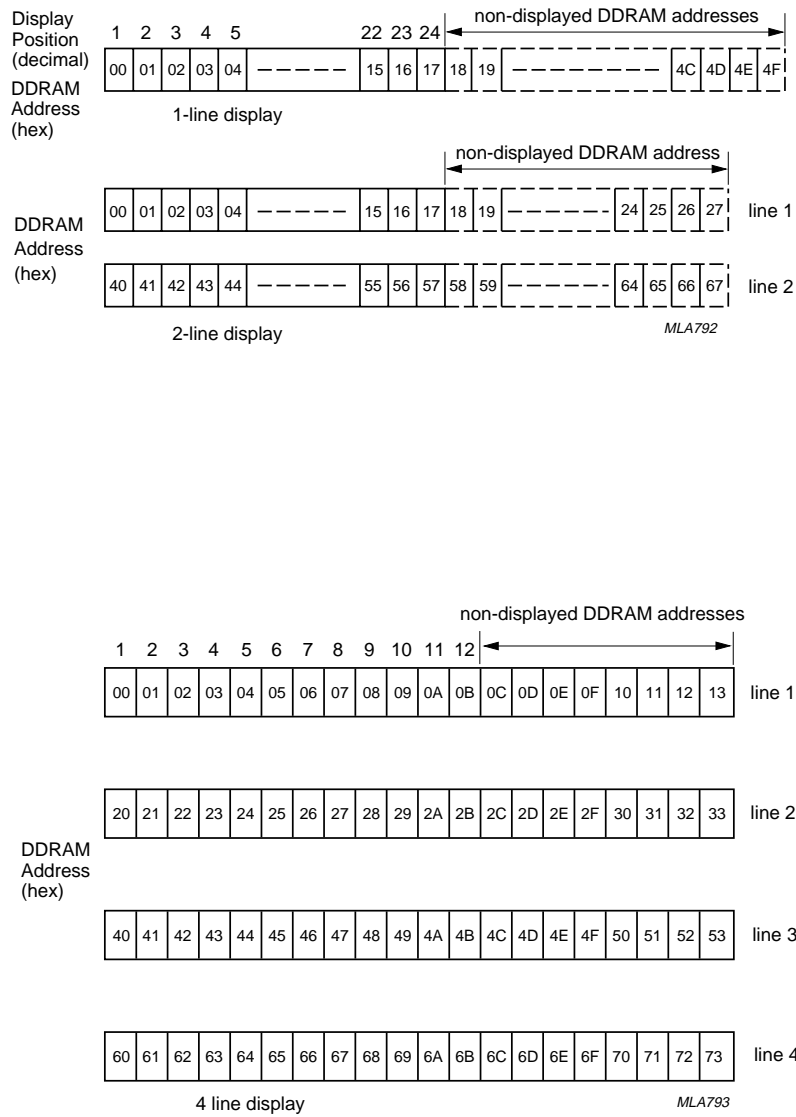 Display
Position
(decimal)
1 2 3 4 5 22 23 24
non-displayed DDRAM addresses
DDRAM
Address
(hex)
00 01 02 03 04 15 16 17 18 19 4C 4D 4E 4F
1-line display
non-displayed DDRAM address
DDRAM
Address
(hex)
00 01 02 03 04 15 16 17 18 19 24 25 26 27 line 1
40 41 42 43 44 55 56 57 58 59 64 65 66 67 line 2
2-line display
MLA792
non-displayed DDRAM addresses
1 2 3 4 5 6 7 8 9 10 11 12
00 01 02 03 04 05 06 07 08 09 0A 0B 0C 0D 0E 0F 10 11 12 13 line 1
20 21 22 23 24 25 26 27 28 29 2A 2B 2C 2D 2E 2F 30 31 32 33 line 2
DDRAM
Address
(hex)
40 41 42 43 44 45 46 47 48 49 4A 4B 4C 4D 4E 4F 50 51 52 53 line 3
60 61 62 63 64 65 66 67 68 69 6A 6B 6C 6D 6E 6F 70 71 72 73 line 4
4 line display
MLA793